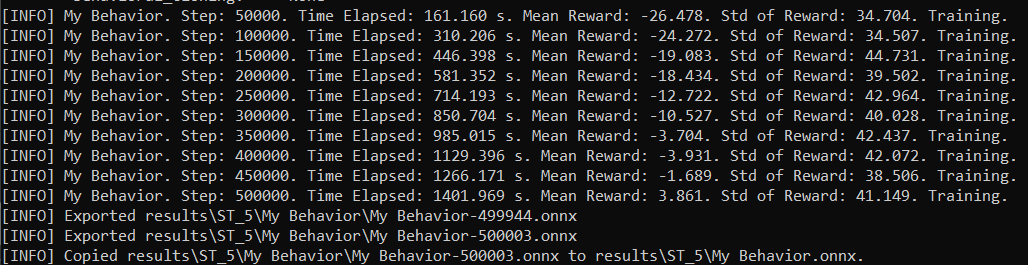 [INFO] My Behavior. Step: 50000. Time Elapsed: 161.160 s. Mean Reward: -26.478. Std of Reward: 34.704. Training.
[INFO] My Behavior. Step: 100000. Time Elapsed: 310.206 s. Mean Reward: -24.272. Std of Reward: 34.507. Training.
[INFO] My Behavior. Step: 150000. Time Elapsed: 446.398 s. Mean Reward: -19.083. Std of Reward: 44.731. Training.
[INFO] My Behavior. Step: 200000. Time Elapsed: 581.352 s. Mean Reward: -18.434. Std of Reward: 39.502. Training.
[INFO] My Behavior. Step: 250000. Time Elapsed: 714.193 s. Mean Reward: -12.722. Std of Reward: 42.964. Training.
[INFO] My Behavior. Step: 300000. Time Elapsed: 850.704 s. Mean Reward: -10.527. Std of Reward: 40.028. Training.
[INFO] My Behavior. Step: 350000. Time Elapsed: 985.015 s. Mean Reward: -3.704. Std of Reward: 42.437. Training.
[INFO] My Behavior. Step: 400000. Time Elapsed: 1129.396 s. Mean Reward: -3.931. Std of Reward: 42.072. Training.
[INFO] My Behavior. Step: 450000. Time Elapsed: 1266.171 s. Mean Reward: -1.689. Std of Reward: 38.506. Training.
[INFO] My Behavior. Step: 500000. Time Elapsed: 1401.969 s. Mean Reward: 3.861. Std of Reward: 41.149. Training.
[INFO] Exported results\ST_5\My Behavior\My Behavior-499944.onnx
[INFO] Exported results\ST_5\My Behavior\My Behavior-500003.onnx
[INFO] Copied results\ST_5\My Behavior\My Behavior-500003.onnx to results\ST_5\My Behavior.onnx.